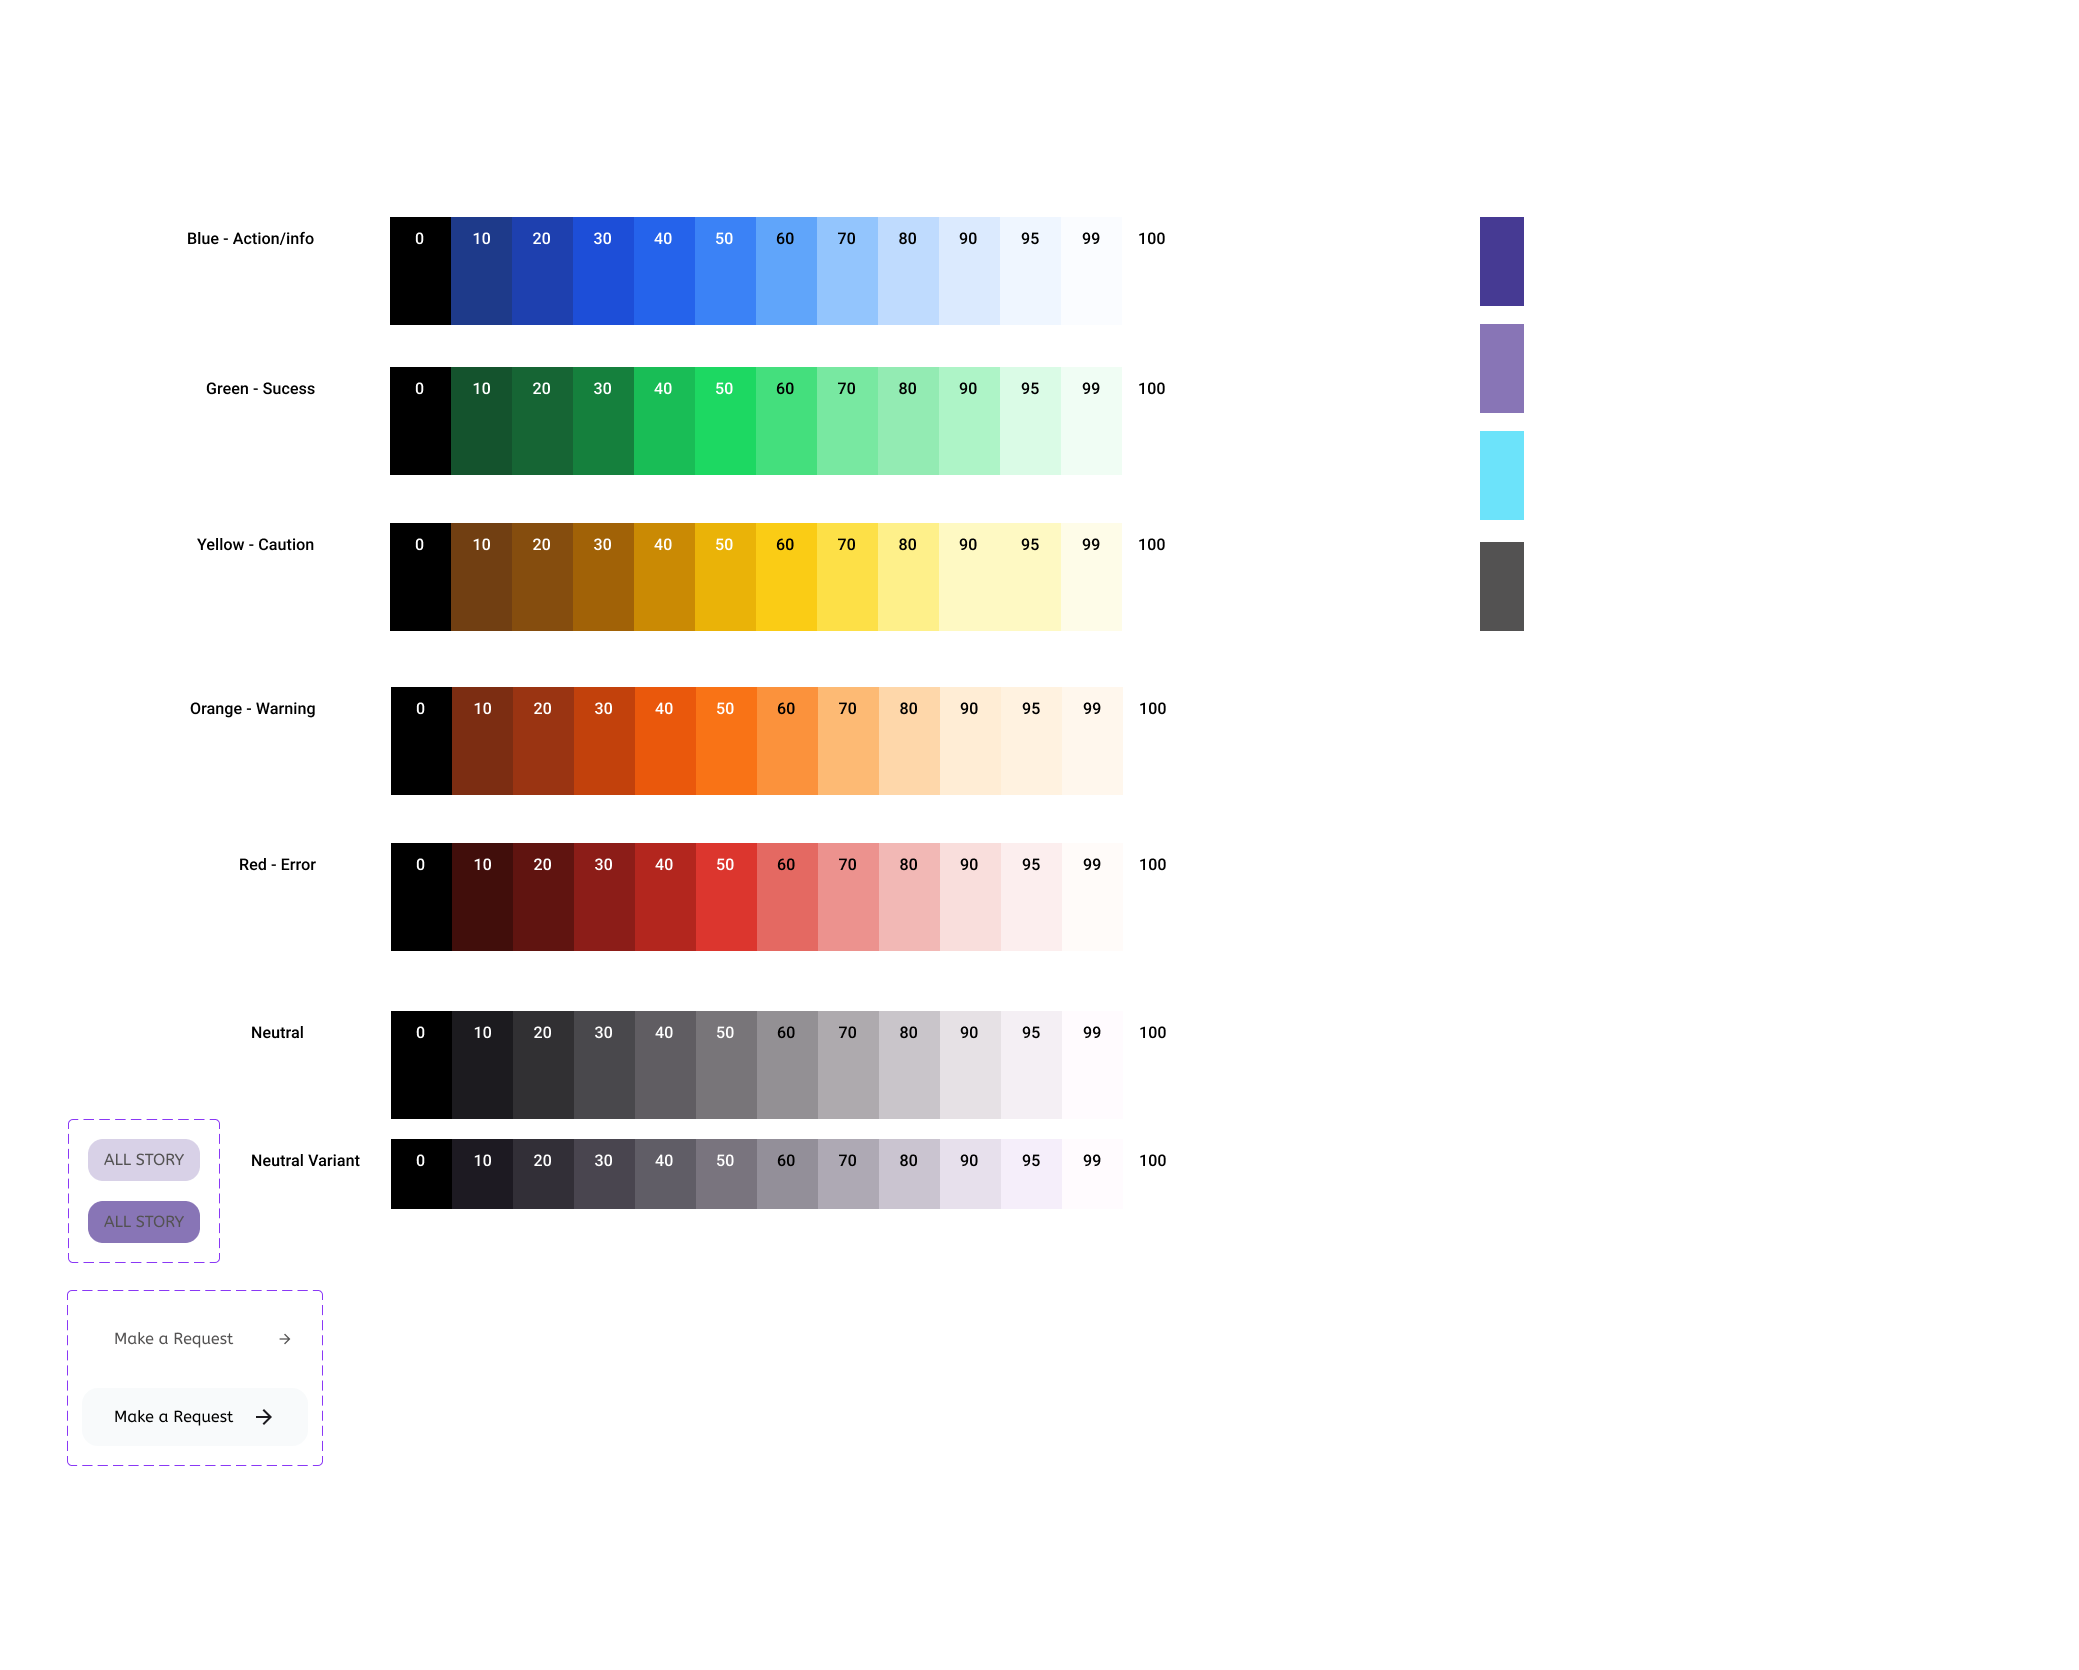 Blue - Action/info 0 10 20 30 40 50 60 70 80 90 95 99 100
Green - Sucess 0 10 20 30 40 50 60 70 80 90 95 99 100
Yellow - Caution 0 10 20 30 40 50 60 70 80 90 95 99 100
Orange - Warning 0 10 20 30 40 50 60 70 80 90 95 99 100
Red - Error 0 10 20 30 40 50 60 70 80 90 95 99 100
Neutral 0 10 20 30 40 50 60 70 80 90 95 99 100
Neutral Variant 0 10 20 30 40 50 60 70 80 90 95 99 100
ALL STORY
ALL STORY
Make a Request
Make a Request